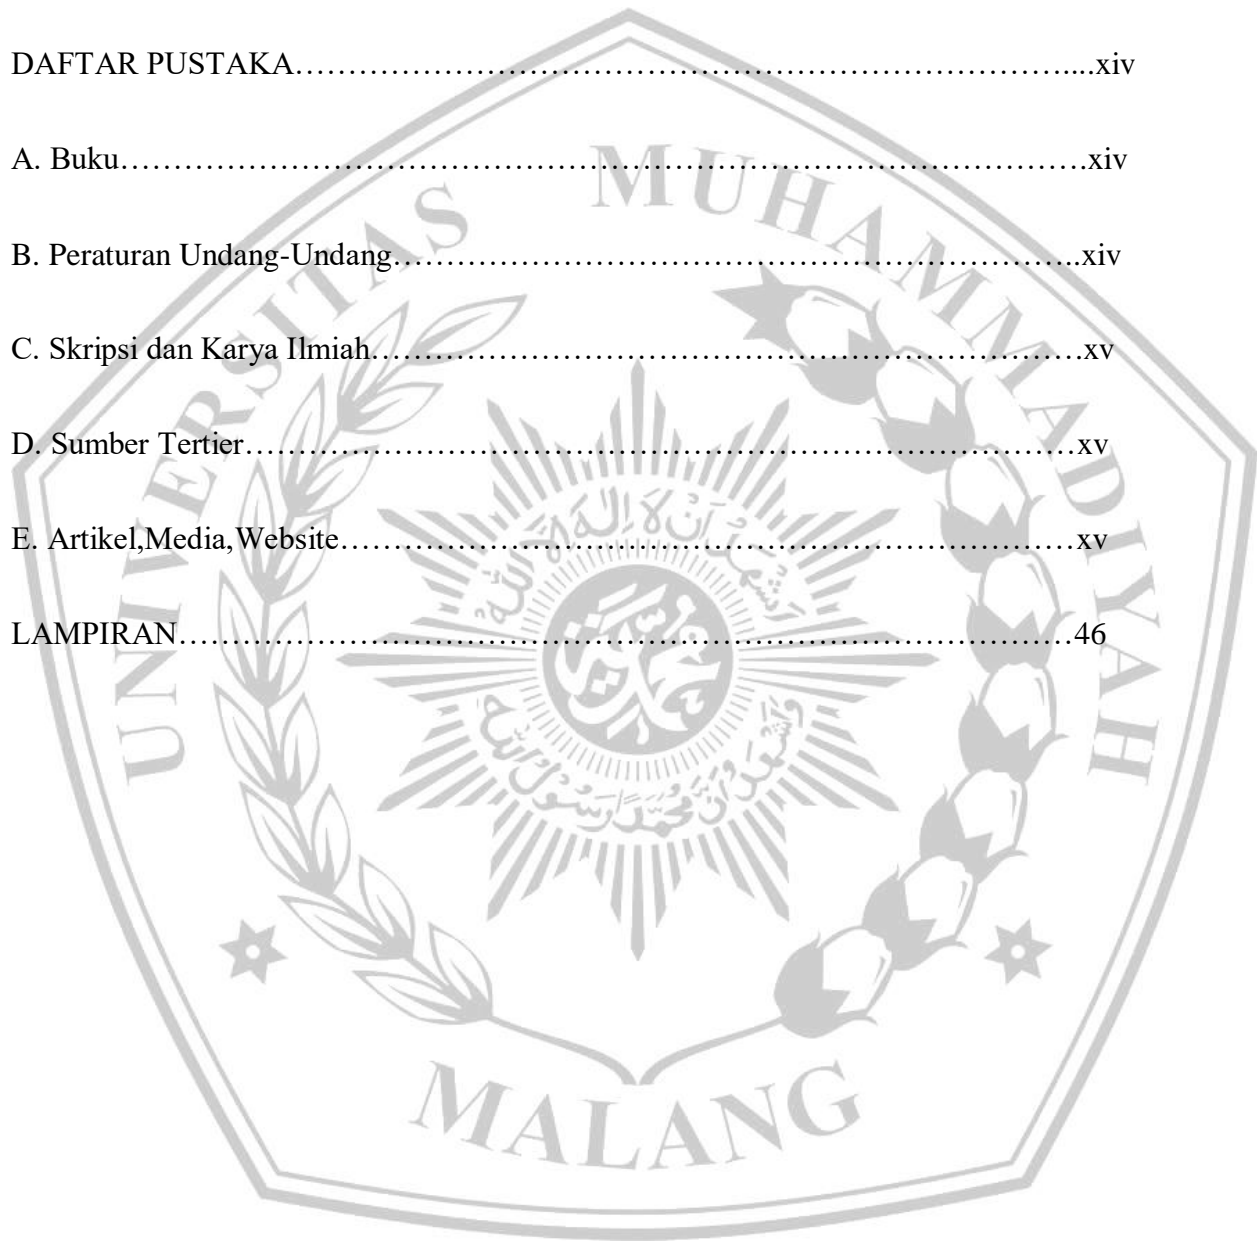 DAFTAR PUSTAKA……………………………………………………………....xiv
A. Buku……………………………………………………………………………….xiv
B. Peraturan Undang-Undang………………………………………………………..xiv
C. Skripsi dan Karya Ilmiah…………………………………………………………xv
D. Sumber Tertier……………………………………………………………………xv
E. Artikel,Media,Website……………………………………………………………xv
LAMPIRAN…………………………………………………………………………46
UNIVERSITAS MUHAMMADIYAH
MALANG